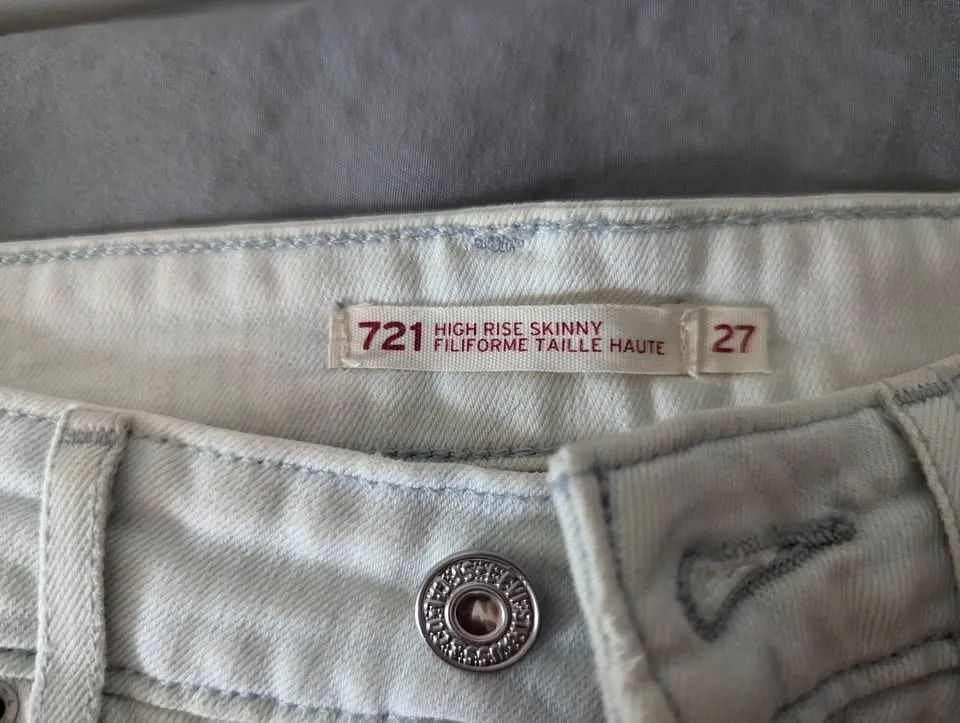 721 HIGH RISE SKINNY
FILIFORME TAILLE HAUTE
27